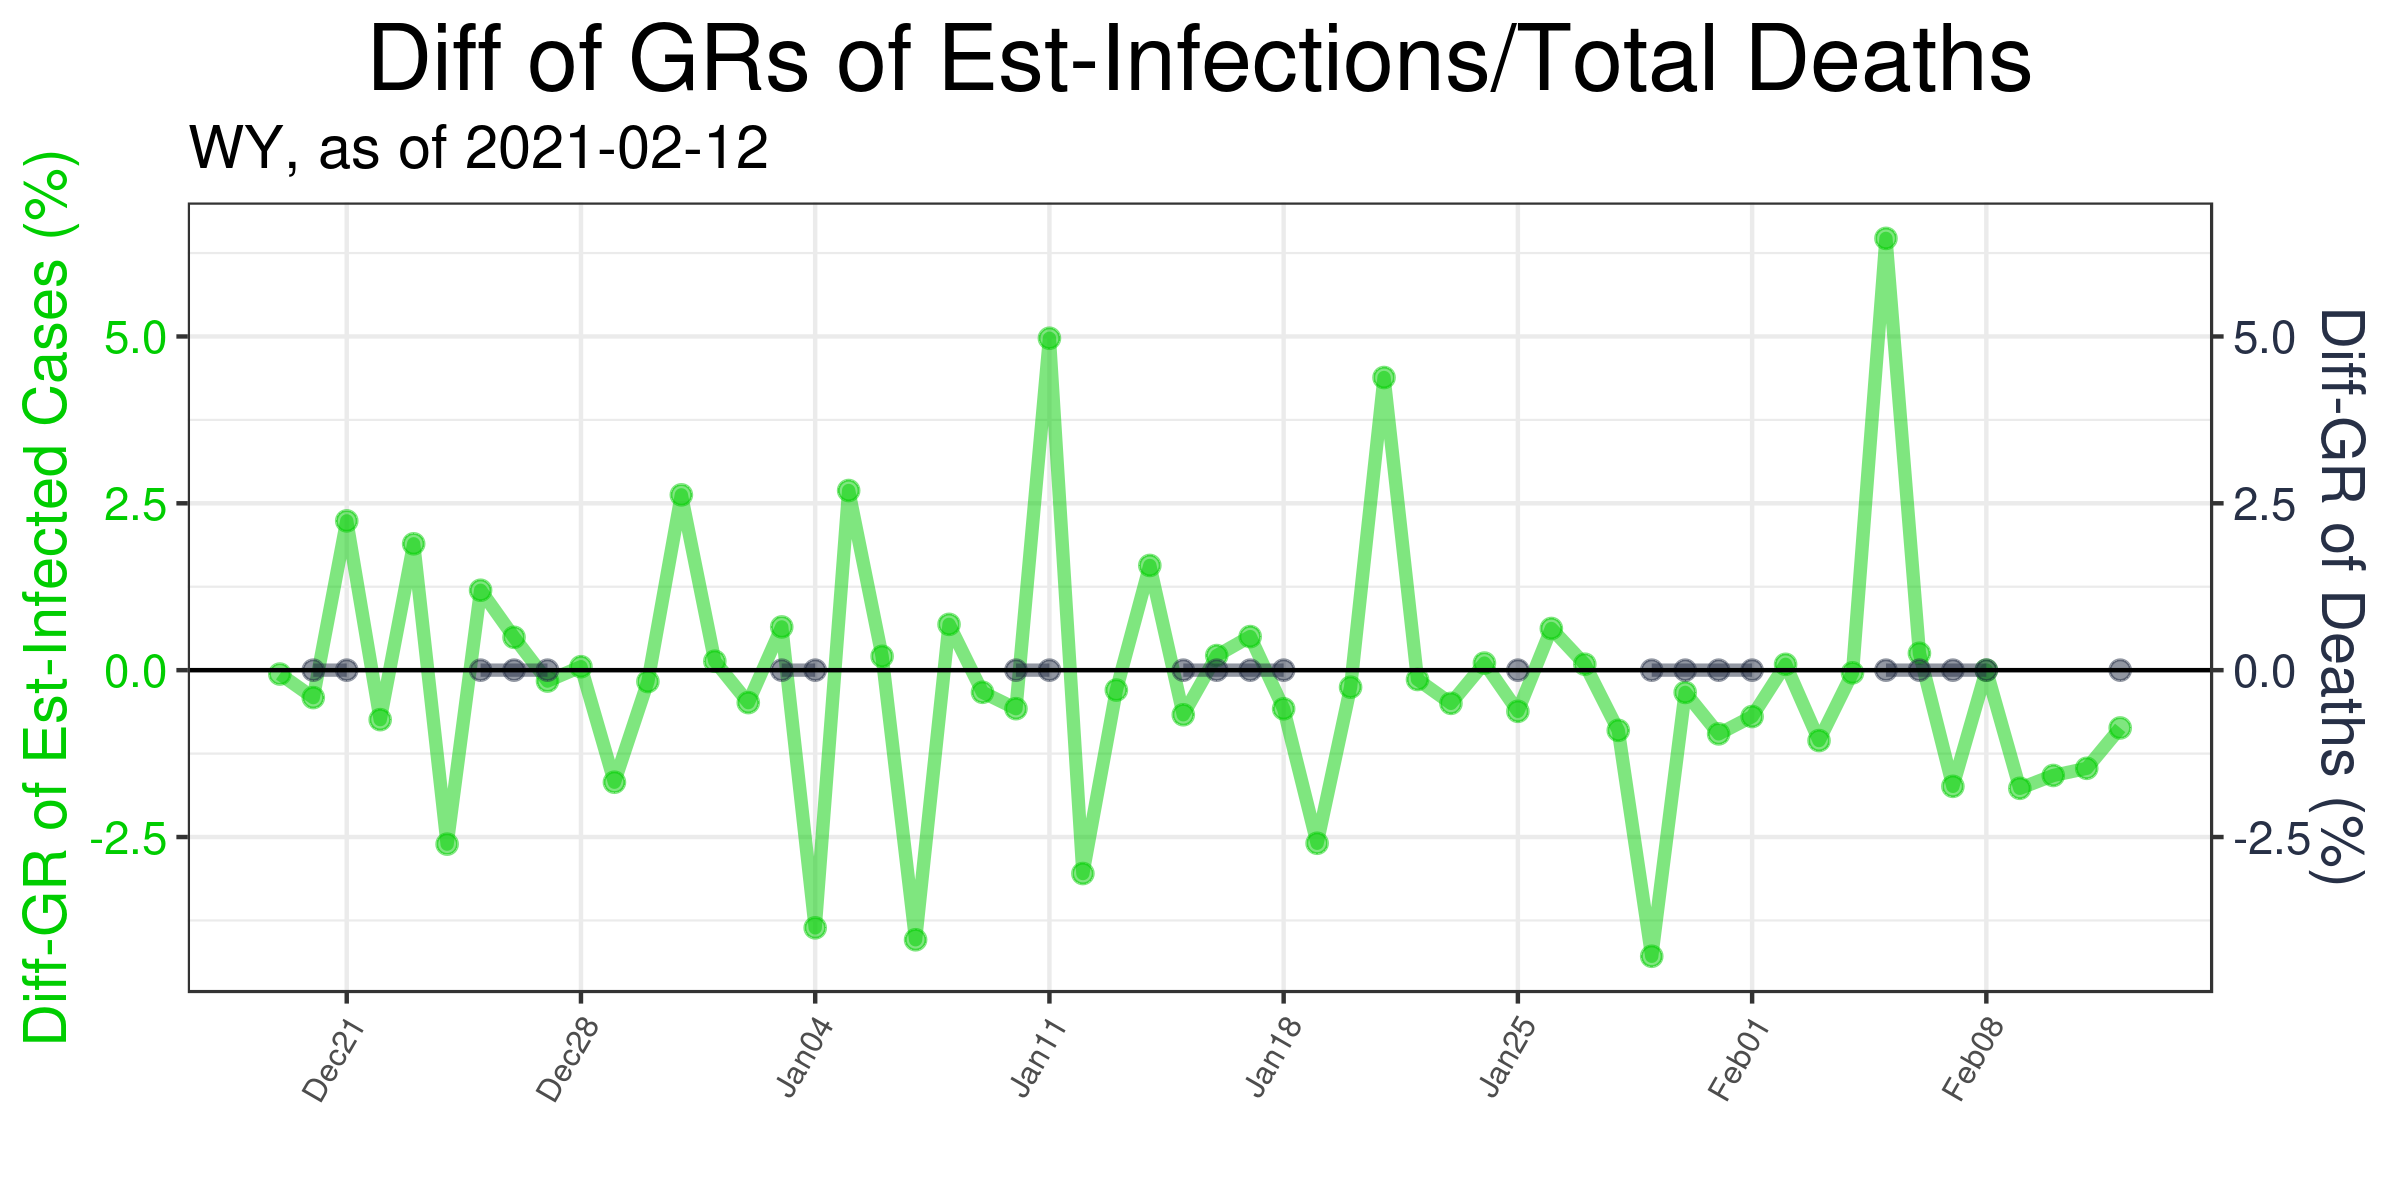 Diff of GRs of Est-Infections/Total Deaths
WY, as of 2021-02-12
Diff-GR of Est-Infected Cases (%)
5.0
2.5
0.0
-2.5
5.0
2.5
0.0
-2.5
Diff-GR of Deaths (%)
Dec21 Dec28 Jan04 Jan11 Jan18 Jan25 Feb01 Feb08